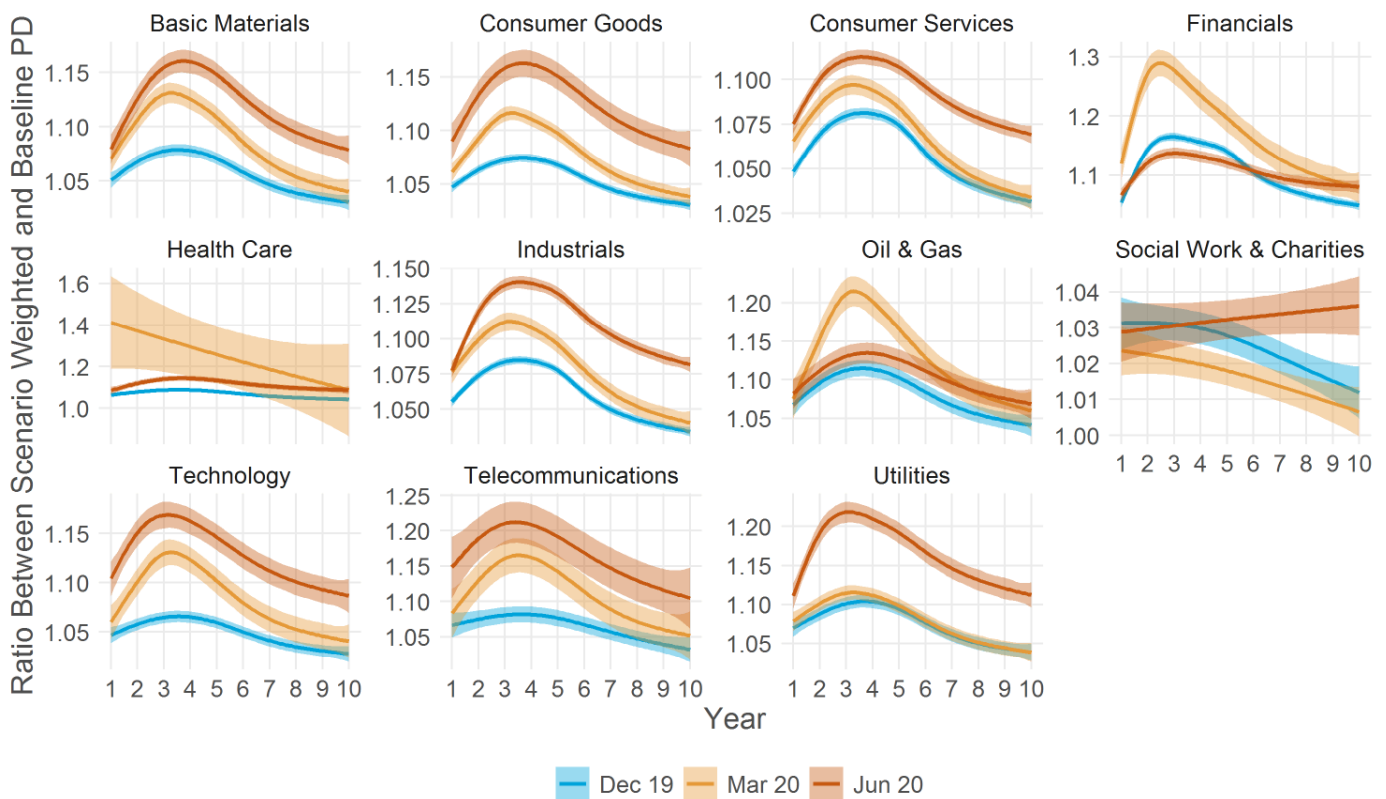 Ratio Between Scenario Weighted and Baseline PD
Basic Materials
1.15
1.10
1.05
Consumer Goods
1.15
1.10
1.05
Consumer Services
1.100
1.075
1.050
1.025
Financials
1.3
1.2
1.1
Health Care
1.6
1.4
1.2
1.0
Industrials
1.150
1.125
1.100
1.075
1.050
Oil & Gas
1.20
1.15
1.10
1.05
Social Work & Charities
1.04
1.03
1.02
1.01
1.00
1 2 3 4 5 6 7 8 9 10
Technology
1.15
1.10
1.05
1 2 3 4 5 6 7 8 9 10
Telecommunications
1.25
1.20
1.15
1.10
1.05
1 2 3 4 5 6 7 8 9 10
Utilities
1.20
1.15
1.10
1.05
1 2 3 4 5 6 7 8 9 10
Year
Dec 19 Mar 20 Jun 20